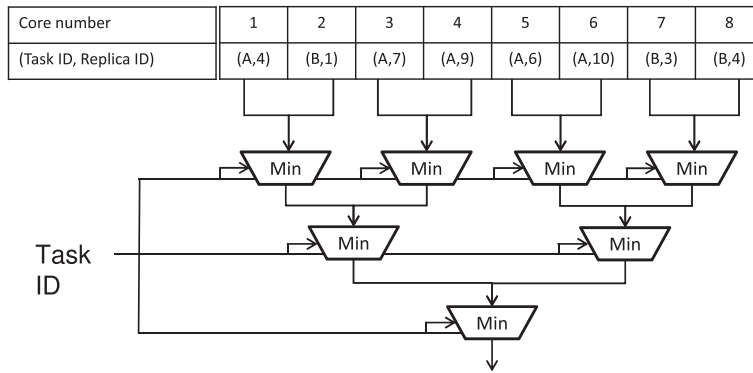 Core number 1 2 3 4 5 6 7 8
(Task ID, Replica ID) (A,4) (B,1) (A,7) (A,9) (A,6) (A,10) (B,3) (B,4)
Min Min Min Min
Min Min
Task
ID
Min